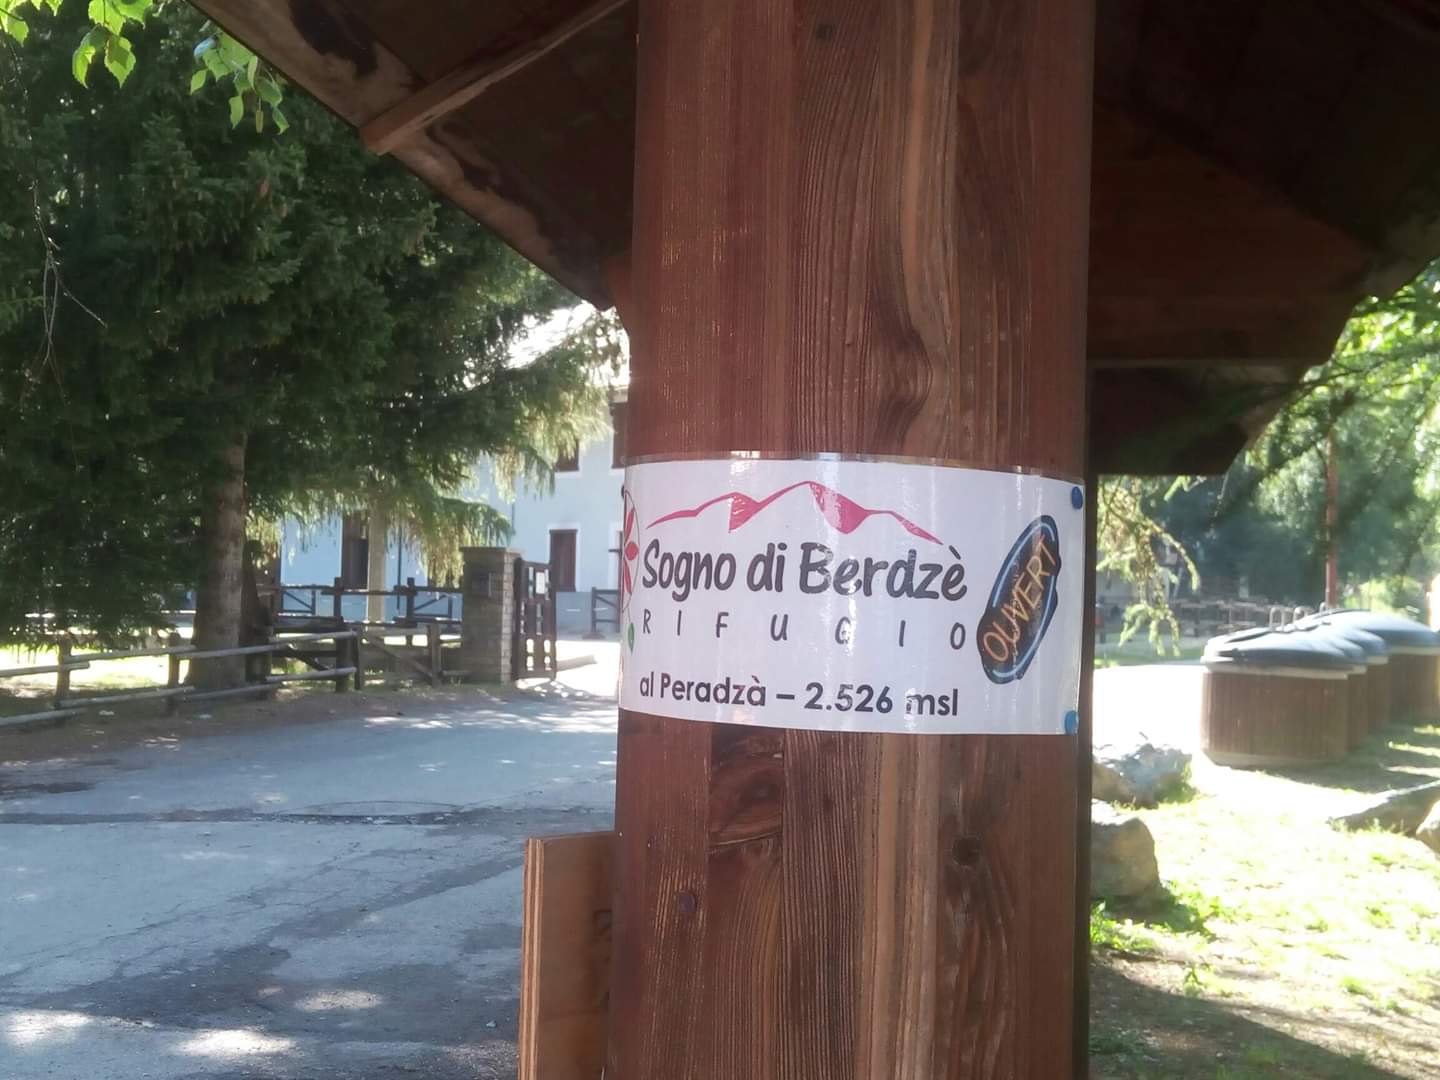 Sogno di Berdzè
RIFUGIO
OUVERT
al Peradzà – 2.526 msl